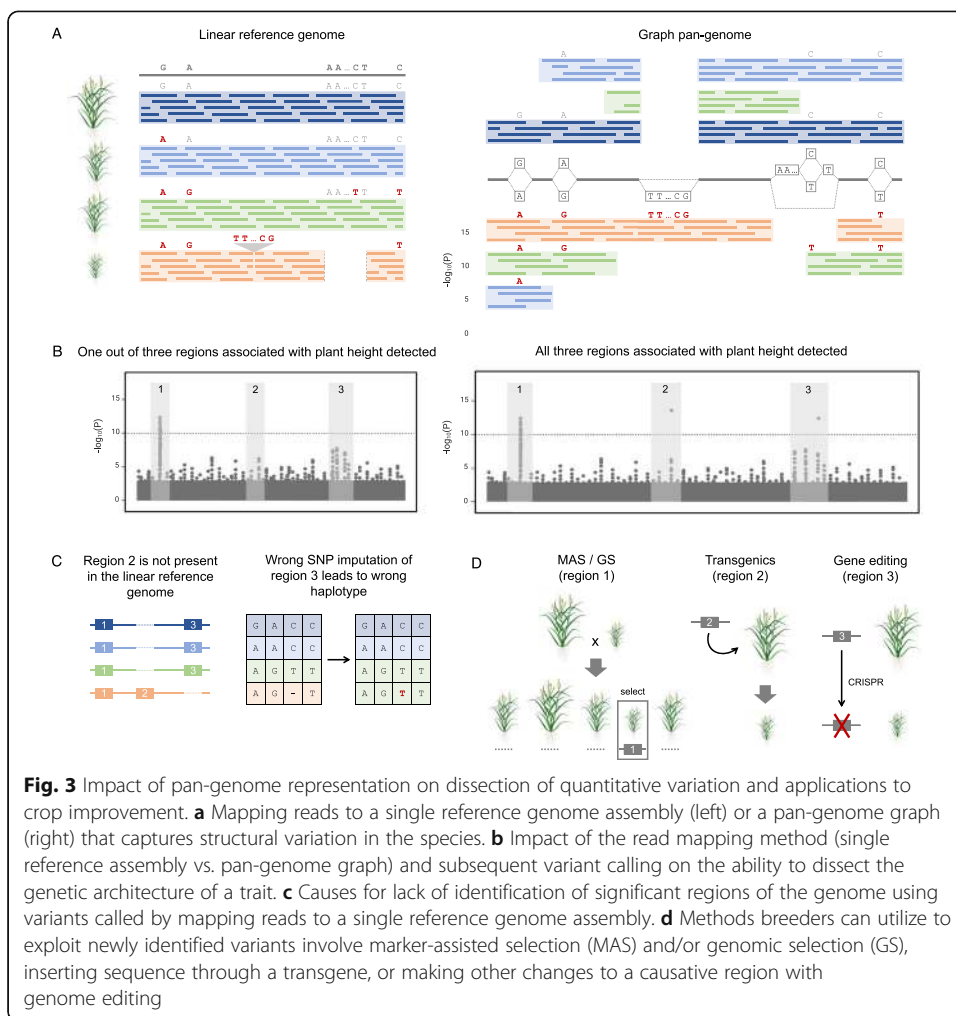 A
Linear reference genome
Graph pan-genome
G A AA...CT C
G A AA...CT C
A A AA...CT C
A G AA...TT T
TT...CG
A G T
A C C
G A C C
G A C
AA... C T
A G TT...CG T C
T
A G TT...CG T
A G T T
A
-log₁₀(P)
15
10
5
0
B One out of three regions associated with plant height detected
All three regions associated with plant height detected
-log₁₀(P)
15
10
5
0
1 2 3
-log₁₀(P)
15
10
5
0
1 2 3
C
Region 2 is not present
in the linear reference
genome
1 3
1 3
1 3
1 2
Wrong SNP imputation of
region 3 leads to wrong
haplotype
G A C C
A A C C
A G T T
A G - T
G A C C
A A C C
A G T T
A G T T
D
MAS / GS
(region 1)
x
select
...... ...... ...... 1 ......
Transgenics
(region 2)
2
Gene editing
(region 3)
3
CRISPR
Fig. 3 Impact of pan-genome representation on dissection of quantitative variation and applications to
crop improvement. a Mapping reads to a single reference genome assembly (left) or a pan-genome graph
(right) that captures structural variation in the species. b Impact of the read mapping method (single
reference assembly vs. pan-genome graph) and subsequent variant calling on the ability to dissect the
genetic architecture of a trait. c Causes for lack of identification of significant regions of the genome using
variants called by mapping reads to a single reference genome assembly. d Methods breeders can utilize to
exploit newly identified variants involve marker-assisted selection (MAS) and/or genomic selection (GS),
inserting sequence through a transgene, or making other changes to a causative region with
genome editing